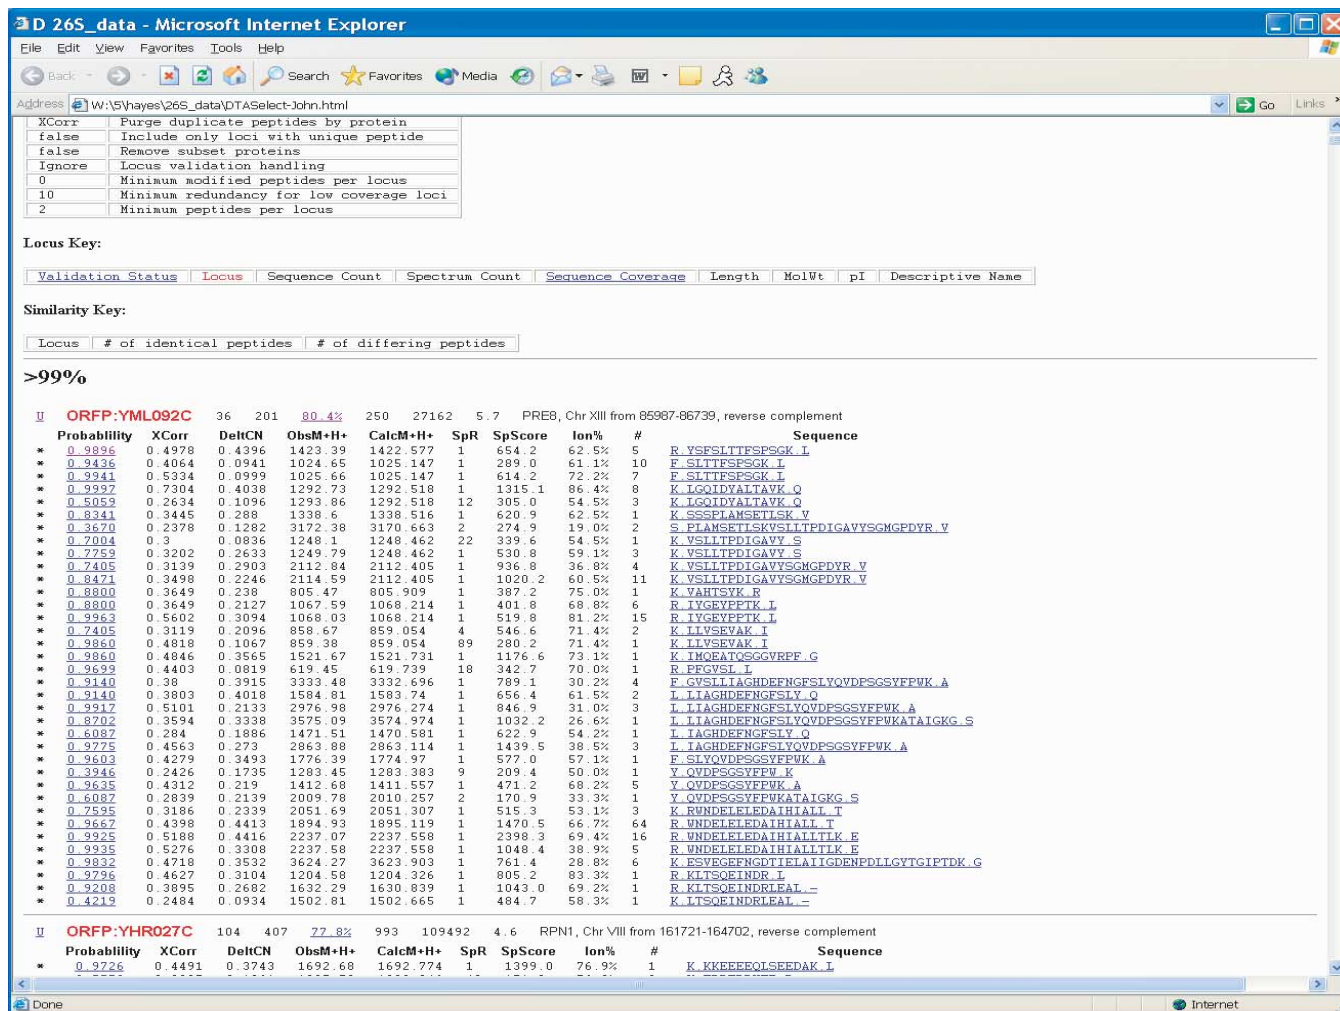 D 26S_data - Microsoft Internet Explorer
File Edit View Favorites Tools Help
Back Search Favorites Media
Address W:\5\hayes\26S_data\DTASelect-John.html Go Links
XCorr Purge duplicate peptides by protein
false Include only loci with unique peptide
false Remove subset proteins
Ignore Locus validation handling
0 Minimum modified peptides per locus
10 Minimum redundancy for low coverage loci
2 Minimum peptides per locus
Locus Key:
Validation Status Locus Sequence Count Spectrum Count Sequence Coverage Length MolWt pI Descriptive Name
Similarity Key:
Locus # of identical peptides # of differing peptides
>99%
U ORFP:YML092C 36 201 80.4% 250 27162 5.7 PRE8, Chr XIII from 85987-86739, reverse complement
Probablility XCorr DeltCN ObsM+H+ CalcM+H+ SpR SpScore Ion% # Sequence
* 0.9896 0.4978 0.4396 1423.39 1422.577 1 654.2 62.5% 5 R.YSFSLTTFSPSGK.L
* 0.9436 0.4064 0.0941 1024.65 1025.147 1 289.0 61.1% 10 F.SLTTFSPSGK.L
* 0.9941 0.5334 0.0999 1025.66 1025.147 1 614.2 72.2% 7 F.SLTTFSPSGK.L
* 0.9997 0.7304 0.4038 1292.73 1292.518 1 1315.1 86.4% 8 K.LGQIDYALTAVK.Q
* 0.5059 0.2634 0.1096 1293.86 1292.518 12 305.0 54.5% 3 K.LGQIDYALTAVK.Q
* 0.8341 0.3445 0.288 1338.6 1338.516 1 620.9 62.5% 1 K.SSSPLAMSETLSK.V
* 0.3670 0.2378 0.1282 3172.38 3170.663 2 274.9 19.0% 2 S.PLAMSETLSKVSLLTPDIGAVYSGMGPDYR.V
* 0.7004 0.3 0.0836 1248.1 1248.462 22 339.6 54.5% 1 K.VSLLTPDIGAVY.S
* 0.7759 0.3202 0.2633 1249.79 1248.462 1 530.8 59.1% 3 K.VSLLTPDIGAVY.S
* 0.7405 0.3139 0.2903 2112.84 2112.405 1 936.8 36.8% 4 K.VSLLTPDIGAVYSGMGPDYR.V
* 0.8471 0.3498 0.2246 2114.59 2112.405 1 1020.2 60.5% 11 K.VSLLTPDIGAVYSGMGPDYR.V
* 0.8800 0.3649 0.238 805.47 805.909 1 387.2 75.0% 1 K.VAHTSYK.R
* 0.8800 0.3649 0.2127 1067.59 1068.214 1 401.8 68.8% 6 R.IYGEYPPTK.L
* 0.9963 0.5602 0.3094 1068.03 1068.214 1 519.8 81.2% 15 R.IYGEYPPTK.L
* 0.7405 0.3119 0.2096 858.67 859.054 4 546.6 71.4% 2 K.LLVSEVAK.I
* 0.9860 0.4818 0.1067 859.38 859.054 89 280.2 71.4% 1 K.LLVSEVAK.I
* 0.9860 0.4846 0.3565 1521.67 1521.731 1 1176.6 73.1% 1 K.IMQEATQSGGVRPF.G
* 0.9699 0.4403 0.0819 619.45 619.739 18 342.7 70.0% 1 R.PFGVSL.L
* 0.9140 0.38 0.3915 3333.48 3332.696 1 789.1 30.2% 4 F.GVSLLIAGHDEFNGFSLYQVDPSGSYFPWK.A
* 0.9140 0.3803 0.4018 1584.81 1583.74 1 656.4 61.5% 2 L.LIAGHDEFNGFSLY.Q
* 0.9917 0.5101 0.2133 2976.98 2976.274 1 846.9 31.0% 3 L.LIAGHDEFNGFSLYQVDPSGSYFPWK.A
* 0.8702 0.3594 0.3338 3575.09 3574.974 1 1032.2 26.6% 1 L.LIAGHDEFNGFSLYQVDPSGSYFPWKATAIGKG.S
* 0.6087 0.284 0.1886 1471.51 1470.581 1 622.9 54.2% 1 L.IAGHDEFNGFSLY.Q
* 0.9775 0.4563 0.273 2863.88 2863.114 1 1439.5 38.5% 3 L.IAGHDEFNGFSLYQVDPSGSYFPWK.A
* 0.9603 0.4279 0.3493 1776.39 1774.97 1 577.0 57.1% 1 F.SLYQVDPSGSYFPWK.A
* 0.3946 0.2426 0.1735 1283.45 1283.383 9 209.4 50.0% 1 Y.QVDPSGSYFPW.K
* 0.9635 0.4312 0.219 1412.68 1411.557 1 471.2 68.2% 5 Y.QVDPSGSYFPWK.A
* 0.6087 0.2839 0.2139 2009.78 2010.257 2 170.9 33.3% 1 Y.QVDPSGSYFPWKATAIGKG.S
* 0.7595 0.3186 0.2339 2051.69 2051.307 1 515.3 53.1% 3 K.RWNDELELEDAIHIALL.T
* 0.9667 0.4398 0.4413 1894.93 1895.119 1 1470.5 66.7% 64 R.WNDELELEDAIHIALL.T
* 0.9925 0.5188 0.4416 2237.07 2237.558 1 2398.3 69.4% 16 R.WNDELELEDAIHIALLTLK.E
* 0.9935 0.5276 0.3308 2237.58 2237.558 1 1048.4 38.9% 5 R.WNDELELEDAIHIALLTLK.E
* 0.9832 0.4718 0.3532 3624.27 3623.903 1 761.4 28.8% 6 K.ESVEGEFNGDTIELAIIGDENPDLLGYTGIPTDK.G
* 0.9796 0.4627 0.3104 1204.58 1204.326 1 805.2 83.3% 1 R.KLTSQEINDR.L
* 0.9208 0.3895 0.2682 1632.29 1630.839 1 1043.0 69.2% 1 R.KLTSQEINDRLEAL.-
* 0.4219 0.2484 0.0934 1502.81 1502.665 1 484.7 58.3% 1 K.LTSQEINDRLEAL.-
U ORFP:YHR027C 104 407 77.8% 993 109492 4.6 RPN1, Chr VIII from 161721-164702, reverse complement
Probablility XCorr DeltCN ObsM+H+ CalcM+H+ SpR SpScore Ion% # Sequence
* 0.9726 0.4491 0.3743 1692.68 1692.774 1 1399.0 76.9% 1 K.KKEEEEQLSEEDAK.L
Done Internet